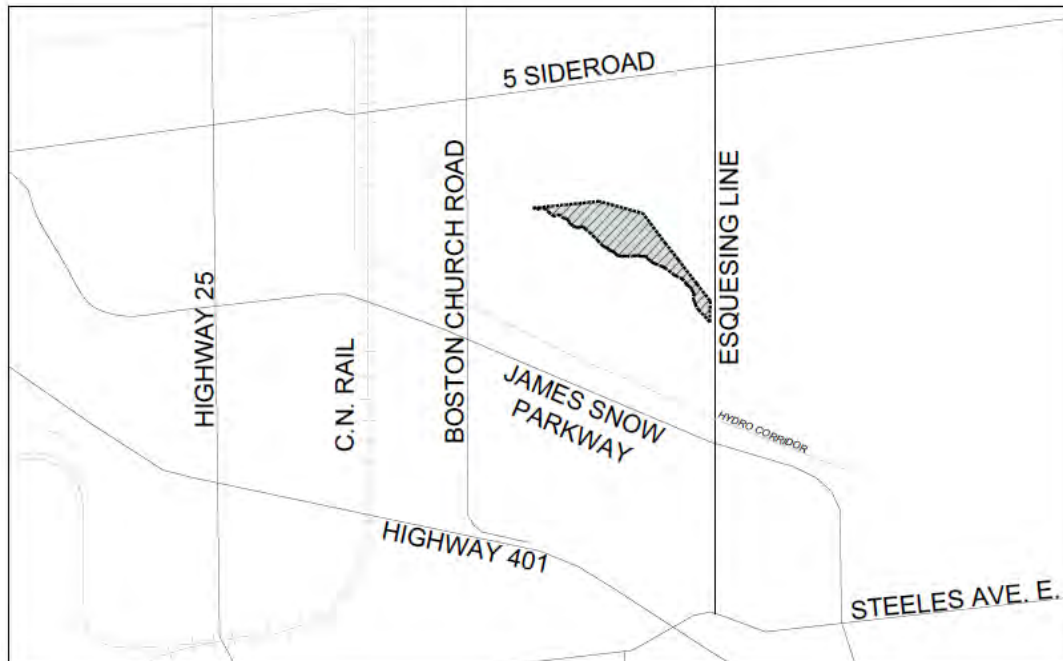 5 SIDEROAD
BOSTON CHURCH ROAD
ESQUESING LINE
HIGHWAY 25
C.N. RAIL
JAMES SNOW
PARKWAY
HYDRO CORRIDOR
HIGHWAY 401
STEELES AVE. E.